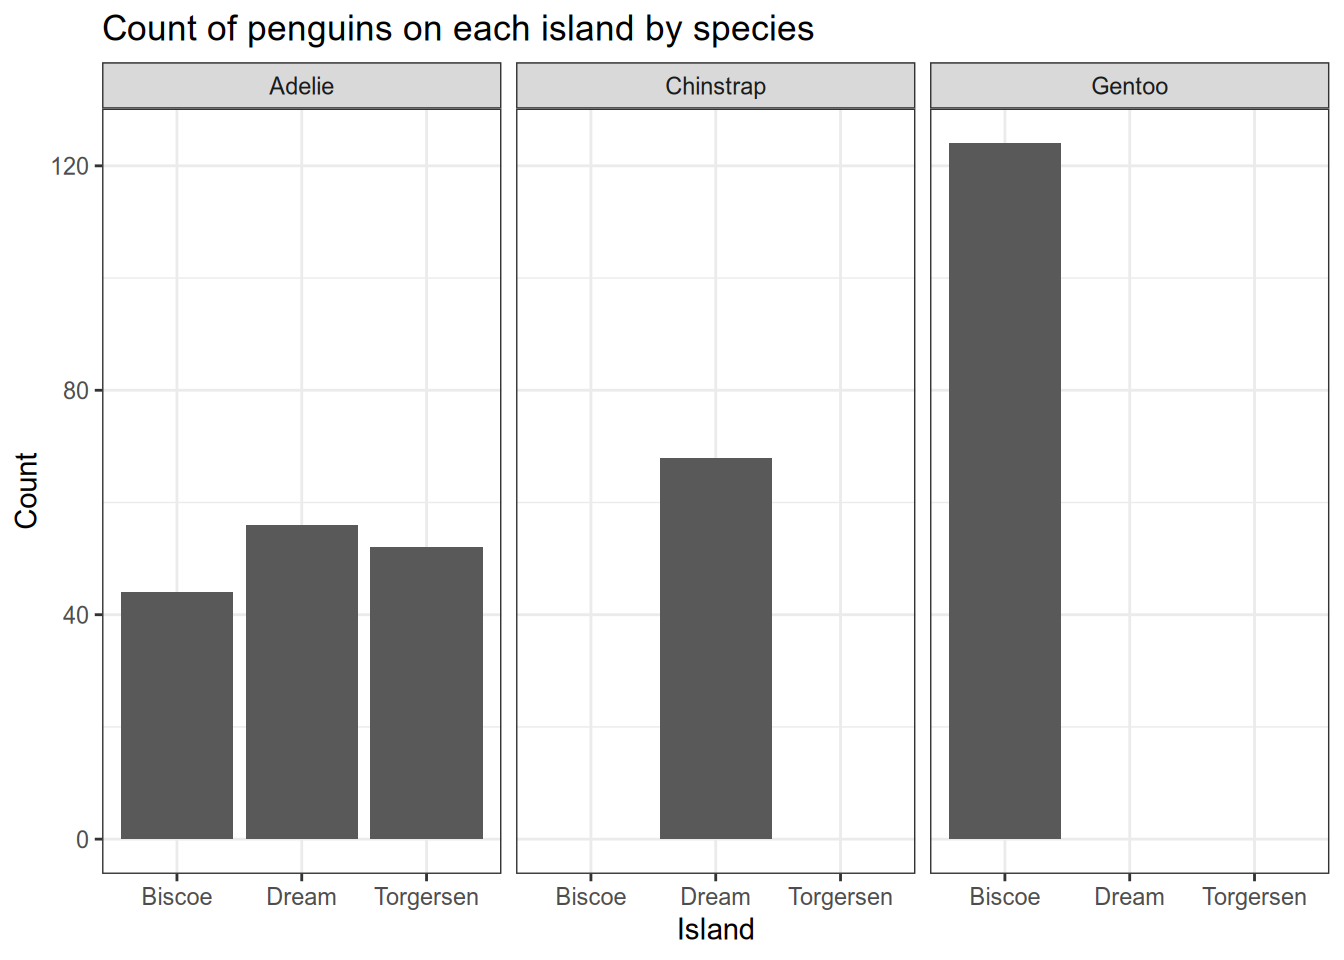 Count of penguins on each island by species
Adelie Chinstrap Gentoo
120
80
40
0
Count
Biscoe Dream Torgersen Biscoe Dream Torgersen Biscoe Dream Torgersen
Island